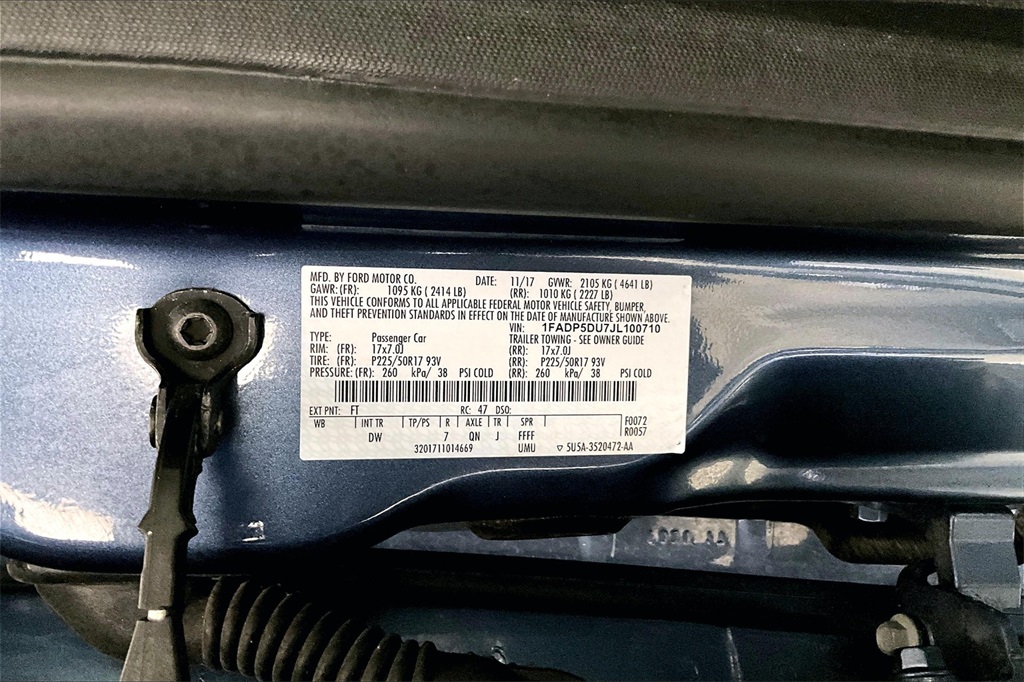 MFD. BY FORD MOTOR CO. DATE: 11/17 GVWR: 2105 KG ( 4641 LB)
GAWR:(FR): 1095 KG ( 2414 LB) (RR): 1010 KG ( 2227 LB)
THIS VEHICLE CONFORMS TO ALL APPLICABLE FEDERAL MOTOR VEHICLE SAFETY, BUMPER,
AND THEFT PREVENTION STANDARDS IN EFFECT ON THE DATE OF MANUFACTURE SHOWN ABOVE.
VIN: 1FADP5DU7JL100710
TYPE: Passenger Car TRAILER TOWING - SEE OWNER GUIDE
RIM: (FR): 17x7.0J (RR): 17x7.0J
TIRE: (FR): P225/50R17 93V (RR): P225/50R17 93V
PRESSURE:(FR): 260 kPa/ 38 PSI COLD (RR): 260 kPa/ 38 PSI COLD
EXT PNT: FT RC: 47 DSO:
WB INT TR TP/PS R AXLE TR SPR F0072
DW 7 QN J FFFF R0057
3201711014669 UMU ▽ 5U5A-3520472-AA